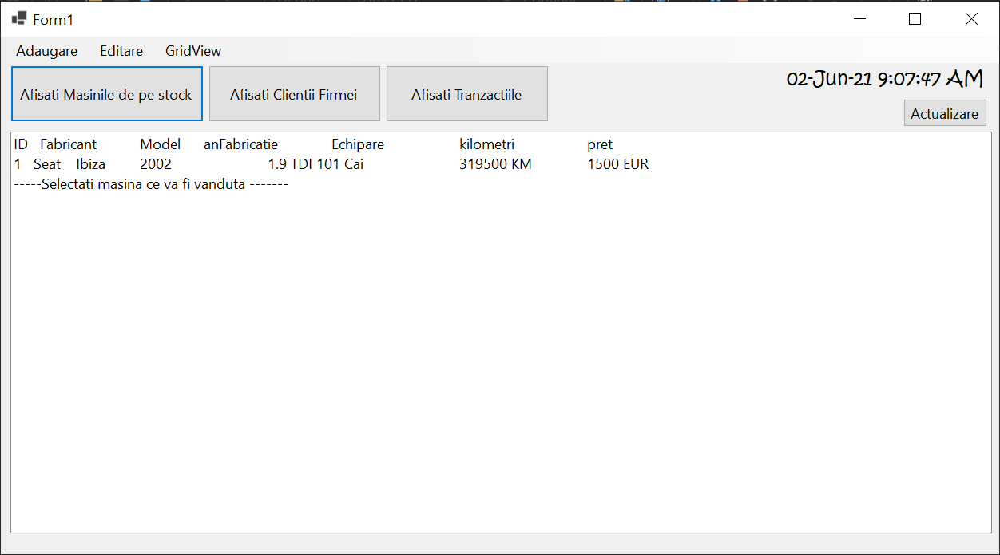 Form1
Adaugare Editare GridView
Afisati Masinile de pe stock Afisati Clientii Firmei Afisati Tranzactiile
02-Jun-21 9:07:47 AM
Actualizare
ID Fabricant Model anFabricatie Echipare kilometri pret
1 Seat Ibiza 2002 1.9 TDI 101 Cai 319500 KM 1500 EUR
-----Selectati masina ce va fi vanduta -------